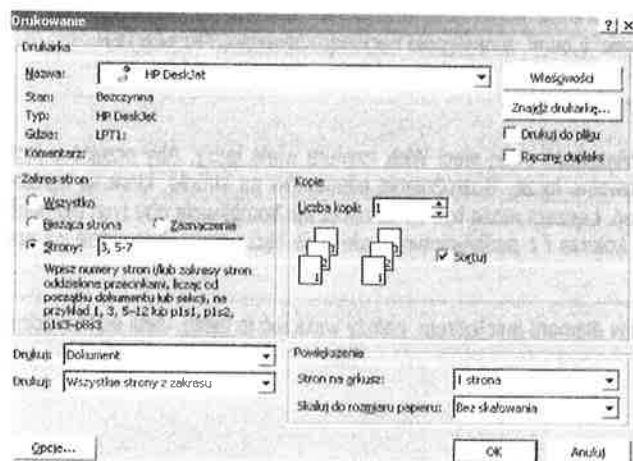 Drukowanie
Drukarka
Nazwa: HP DeskJet
Właściwości
Stan: Bezczynna
Typ: HP DeskJet
Znajdź drukarkę...
Gdzie: LPT1:
Drukuj do pliku
Komentarz:
Ręczny dupleks
Zakres stron
Wszystko
Bieżąca strona
Zaznaczenie
Strony: 3, 5-7
Wpisz numery stron i/lub zakresy stron
oddzielone przecinkami, licząc od
początku dokumentu lub sekcji, na
przykład 1, 3, 5-12 lub p1s1, p1s2,
p1s3-p8s3
Kopie
Liczba kopii: 1
Sortuj
Drukuj: Dokument
Drukuj: Wszystkie strony z zakresu
Powiększenie
Stron na arkusz: 1 strona
Skaluj do rozmiaru papieru: Bez skalowania
Opcje...
OK
Anuluj